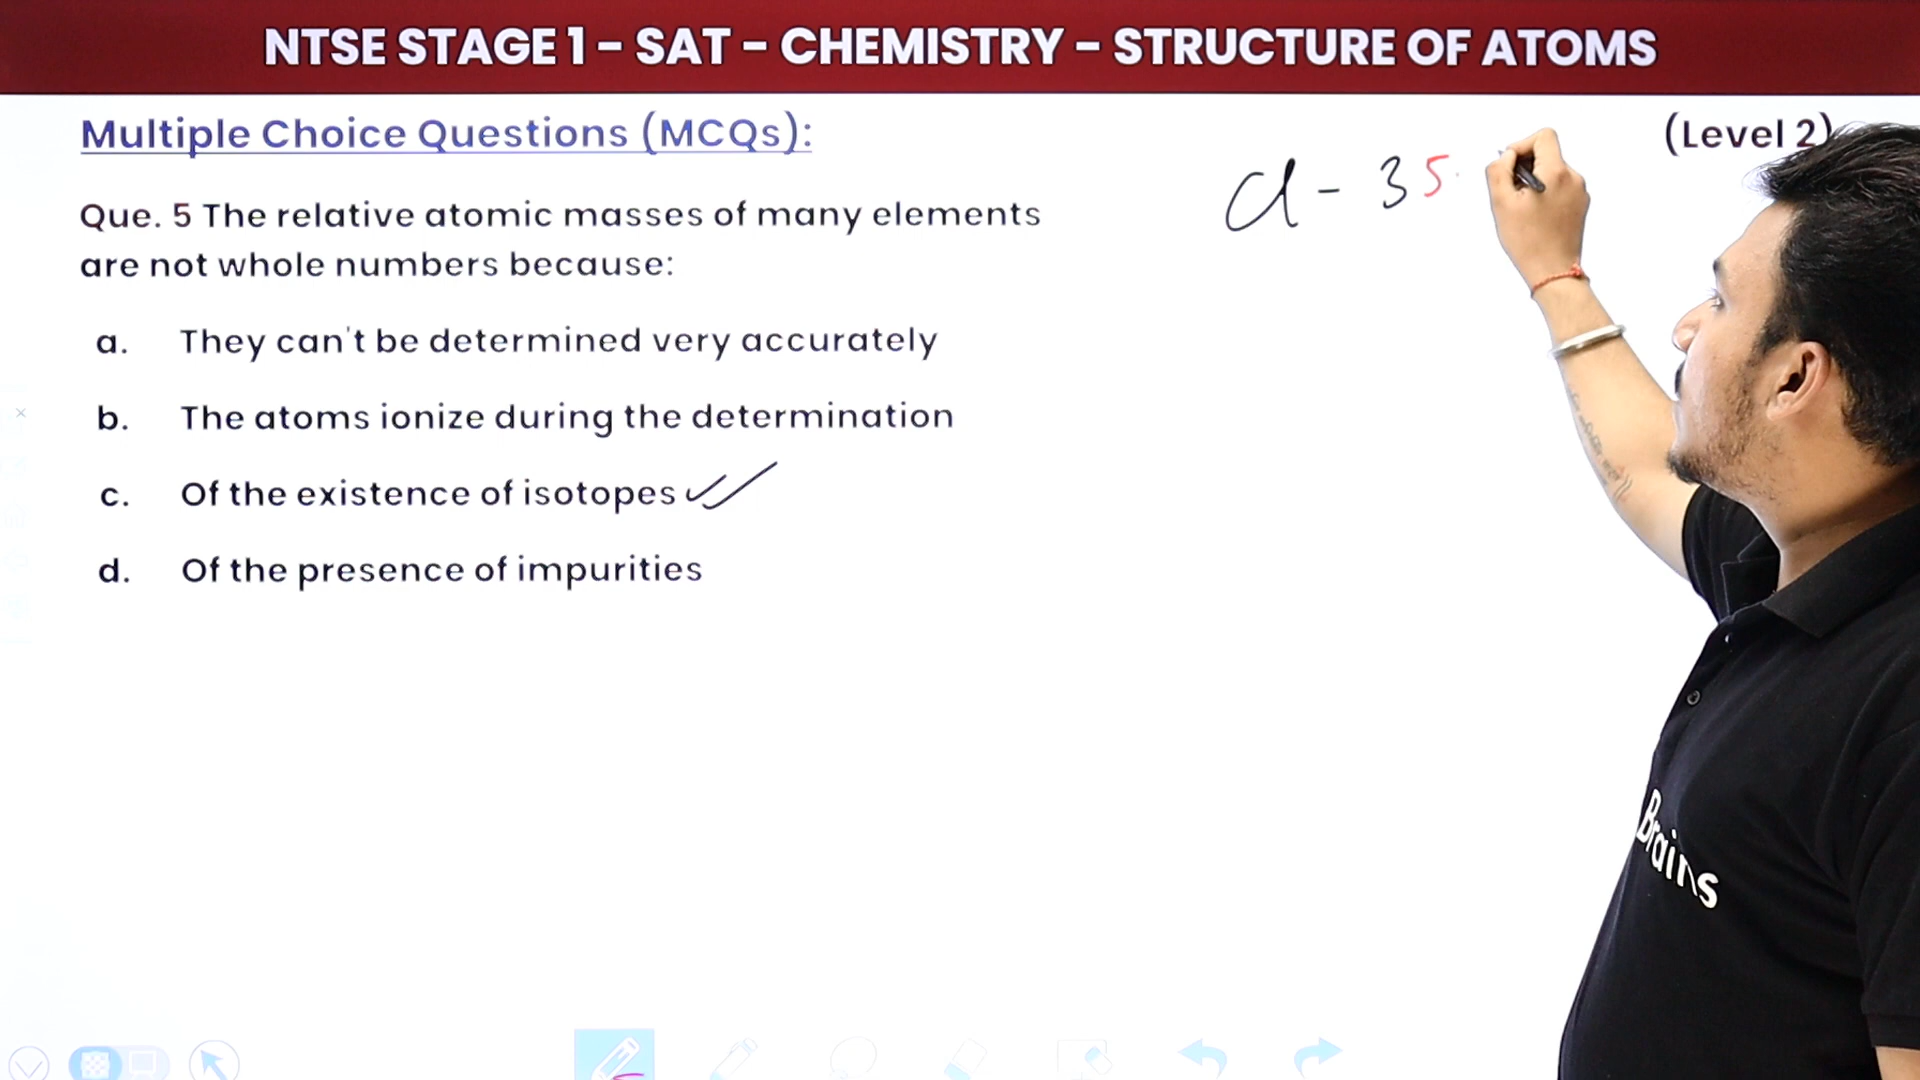 NTSE STAGE 1 – SAT – CHEMISTRY – STRUCTURE OF ATOMS
Multiple Choice Questions (MCQs):
(Level 2)
Cl - 35.
Que. 5 The relative atomic masses of many elements
are not whole numbers because:
a. They can't be determined very accurately
b. The atoms ionize during the determination
c. Of the existence of isotopes
d. Of the presence of impurities
Brains